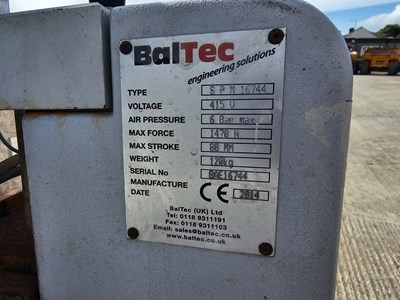 BalTec
engineering solutions
TYPE S P M 16744
VOLTAGE 415 V
AIR PRESSURE 6 Bar max
MAX FORCE 1470 N
MAX STROKE 80 MM
WEIGHT 120kg
SERIAL No BAE16744
MANUFACTURE
DATE CE 2014
BalTec (UK) Ltd
Tel: 0118 9311191
Fax: 0118 9311103
Email: sales@baltec.co.uk
www.baltec.co.uk